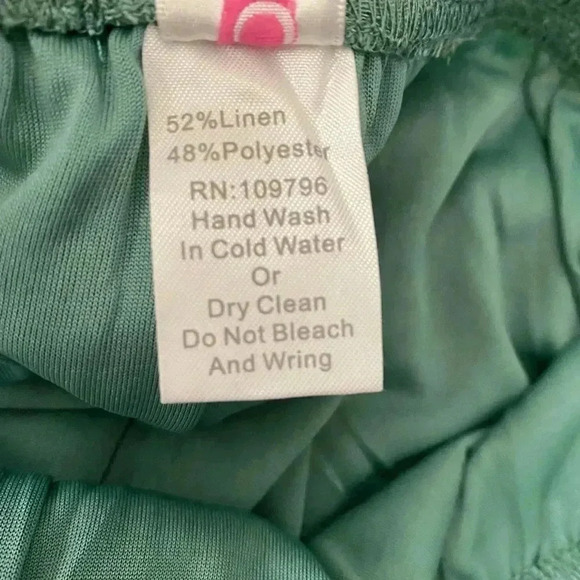 52%Linen
48%Polyester
RN:109796
Hand Wash
In Cold Water
Or
Dry Clean
Do Not Bleach
And Wring